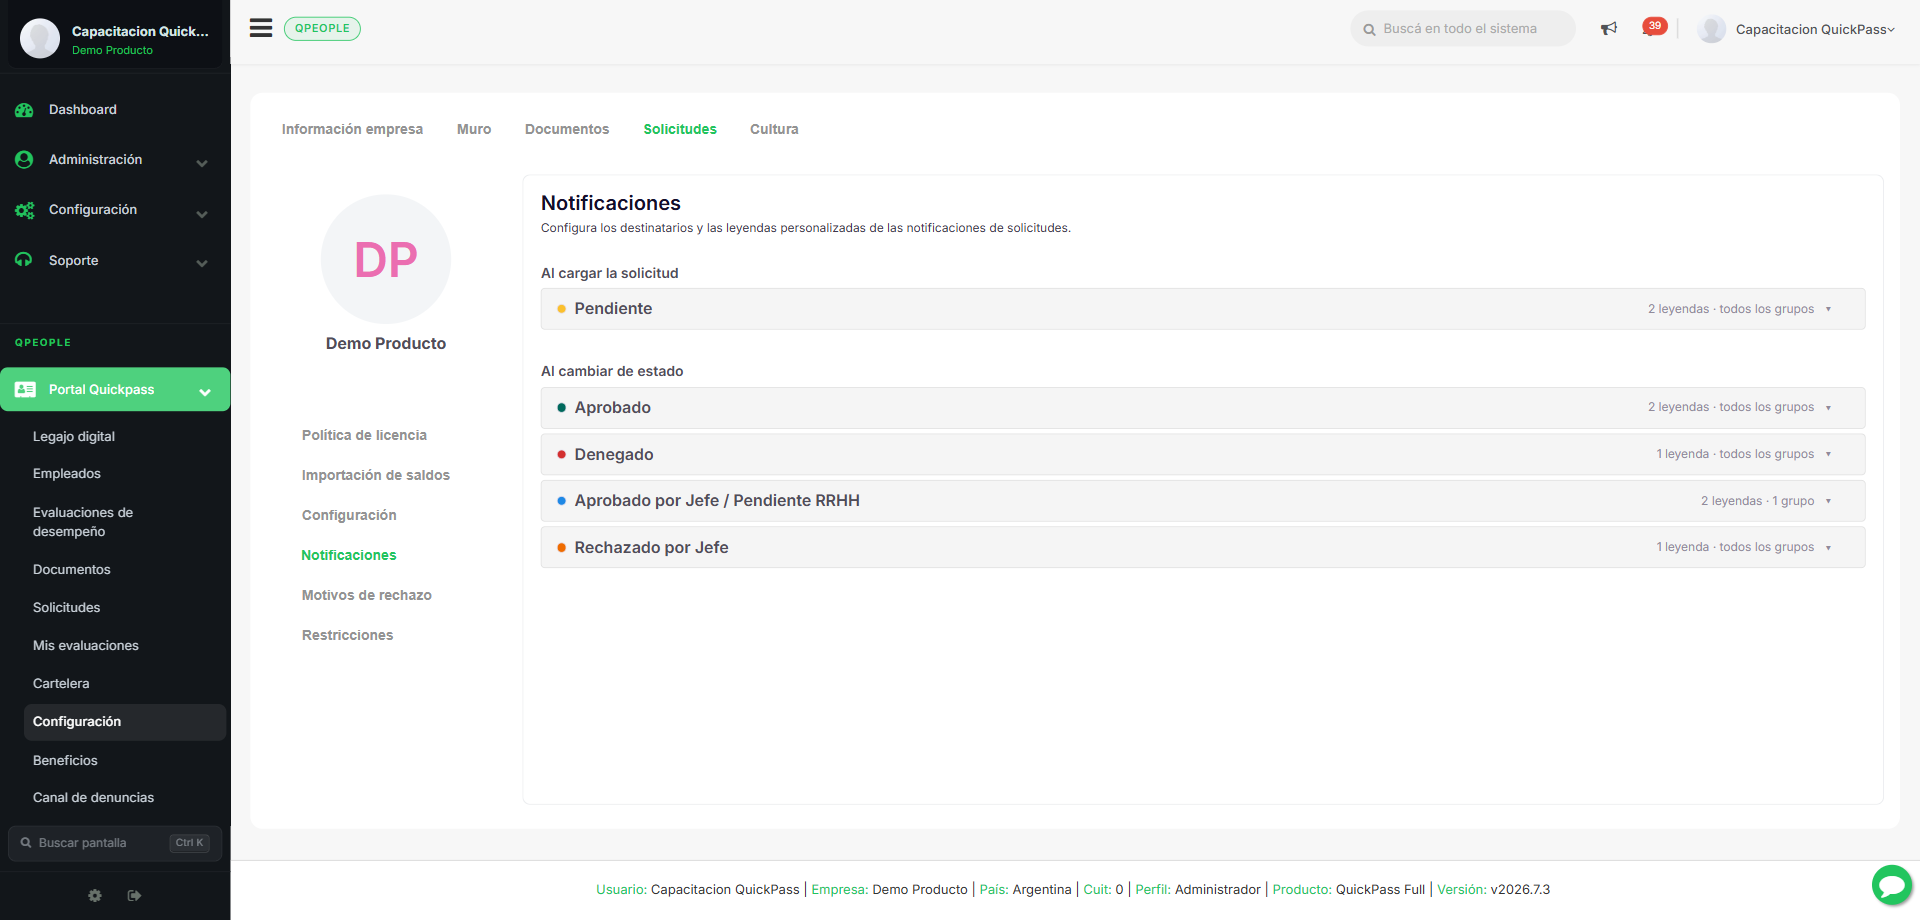 Capacitacion Quick...
Demo Producto
Dashboard
Administración
Configuración
Soporte
QPEOPLE
Portal Quickpass
Legajo digital
Empleados
Evaluaciones de
desempeño
Documentos
Solicitudes
Mis evaluaciones
Cartelera
Configuración
Beneficios
Canal de denuncias
Buscar pantalla Ctrl K
QPEOPLE
Buscá en todo el sistema
39
Capacitacion QuickPass
Información empresa Muro Documentos Solicitudes Cultura
DP
Demo Producto
Política de licencia
Importación de saldos
Configuración
Notificaciones
Motivos de rechazo
Restricciones
Notificaciones
Configura los destinatarios y las leyendas personalizadas de las notificaciones de solicitudes.
Al cargar la solicitud
Pendiente 2 leyendas · todos los grupos
Al cambiar de estado
Aprobado 2 leyendas · todos los grupos
Denegado 1 leyenda · todos los grupos
Aprobado por Jefe / Pendiente RRHH 2 leyendas · 1 grupo
Rechazado por Jefe 1 leyenda · todos los grupos
Usuario: Capacitacion QuickPass | Empresa: Demo Producto | País: Argentina | Cuit: 0 | Perfil: Administrador | Producto: QuickPass Full | Versión: v2026.7.3